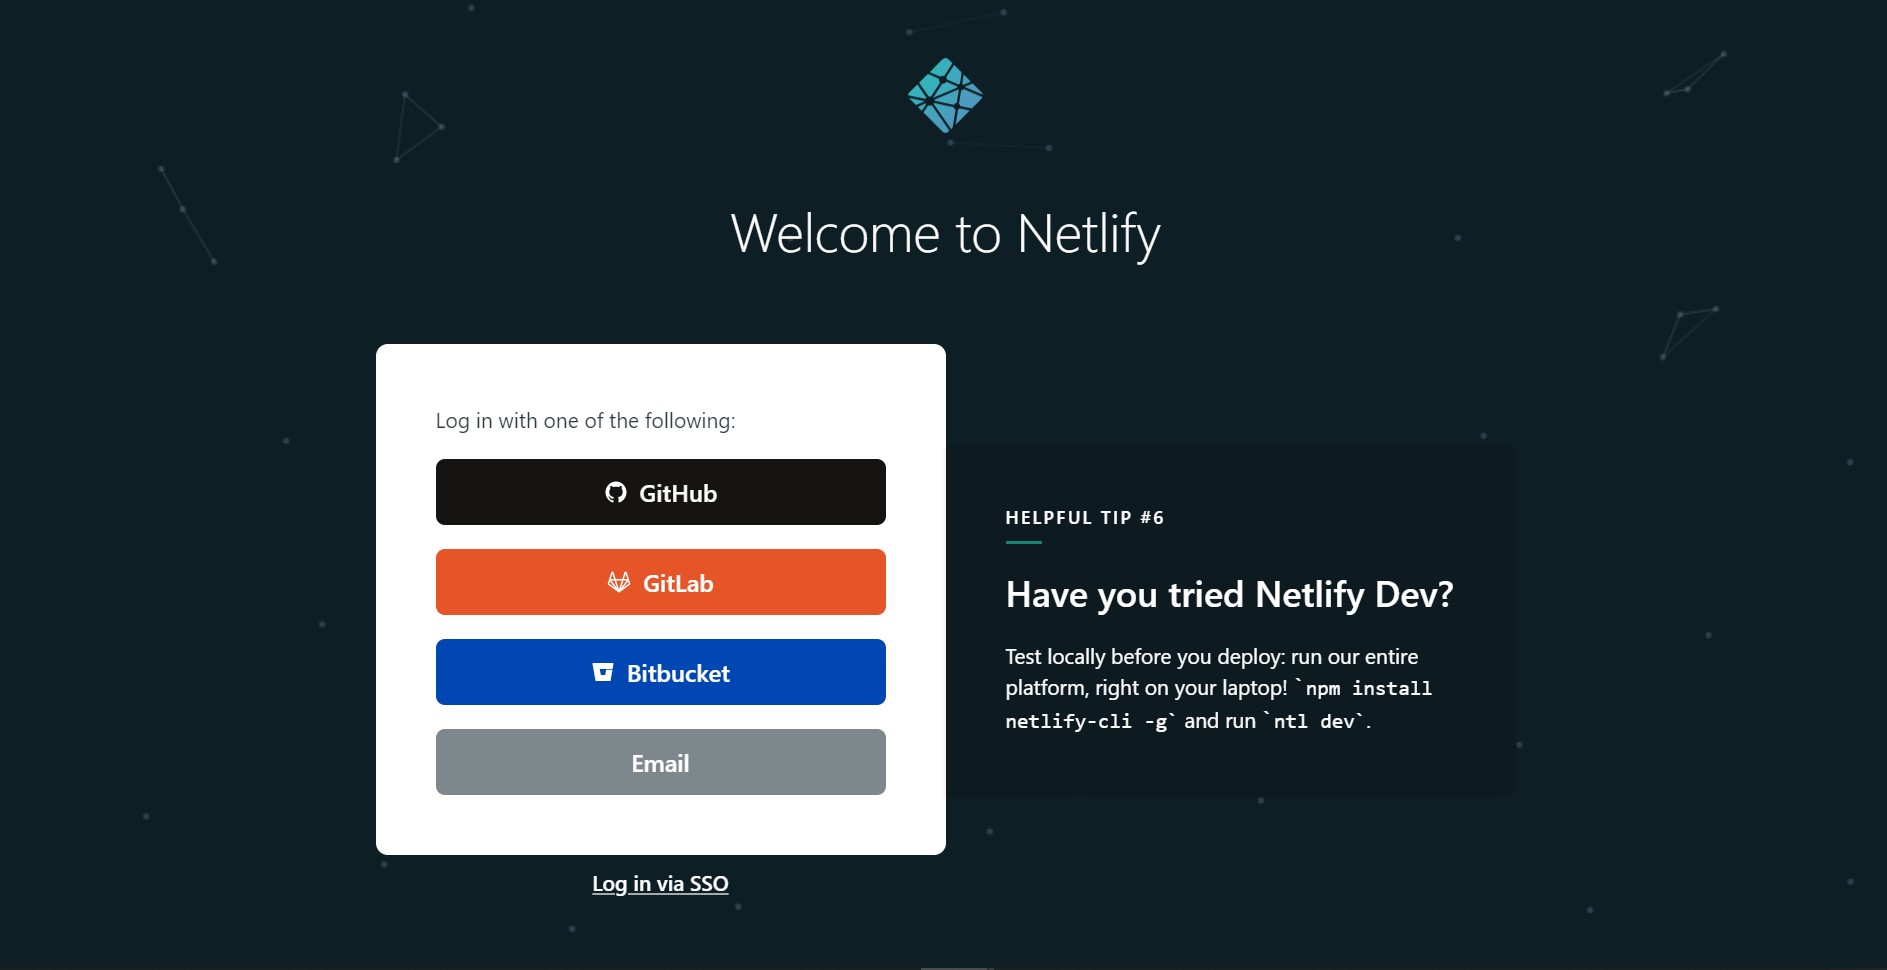 Welcome to Netlify
Log in with one of the following:
GitHub
GitLab
Bitbucket
Email
Log in via SSO
HELPFUL TIP #6
Have you tried Netlify Dev?
Test locally before you deploy: run our entire
platform, right on your laptop! `npm install
netlify-cli -g` and run `ntl dev`.